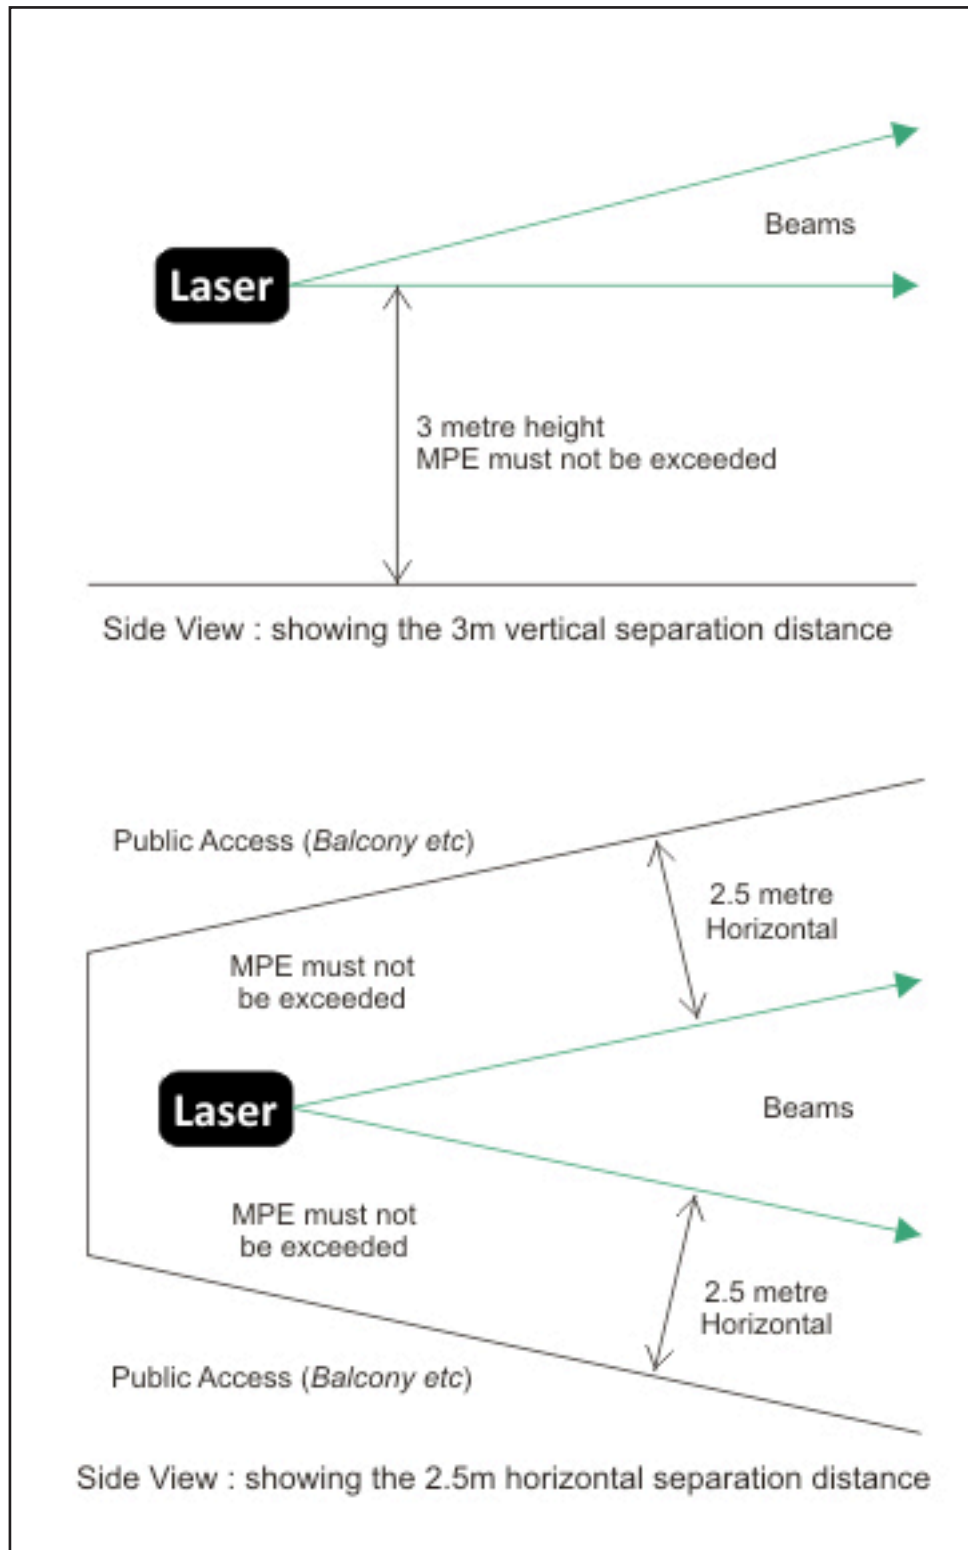 Beams
Laser
3 metre height
MPE must not be exceeded
Side View : showing the 3m vertical separation distance
Public Access (Balcony etc)
2.5 metre
Horizontal
MPE must not
be exceeded
Laser
Beams
MPE must not
be exceeded
2.5 metre
Horizontal
Public Access (Balcony etc)
Side View : showing the 2.5m horizontal separation distance